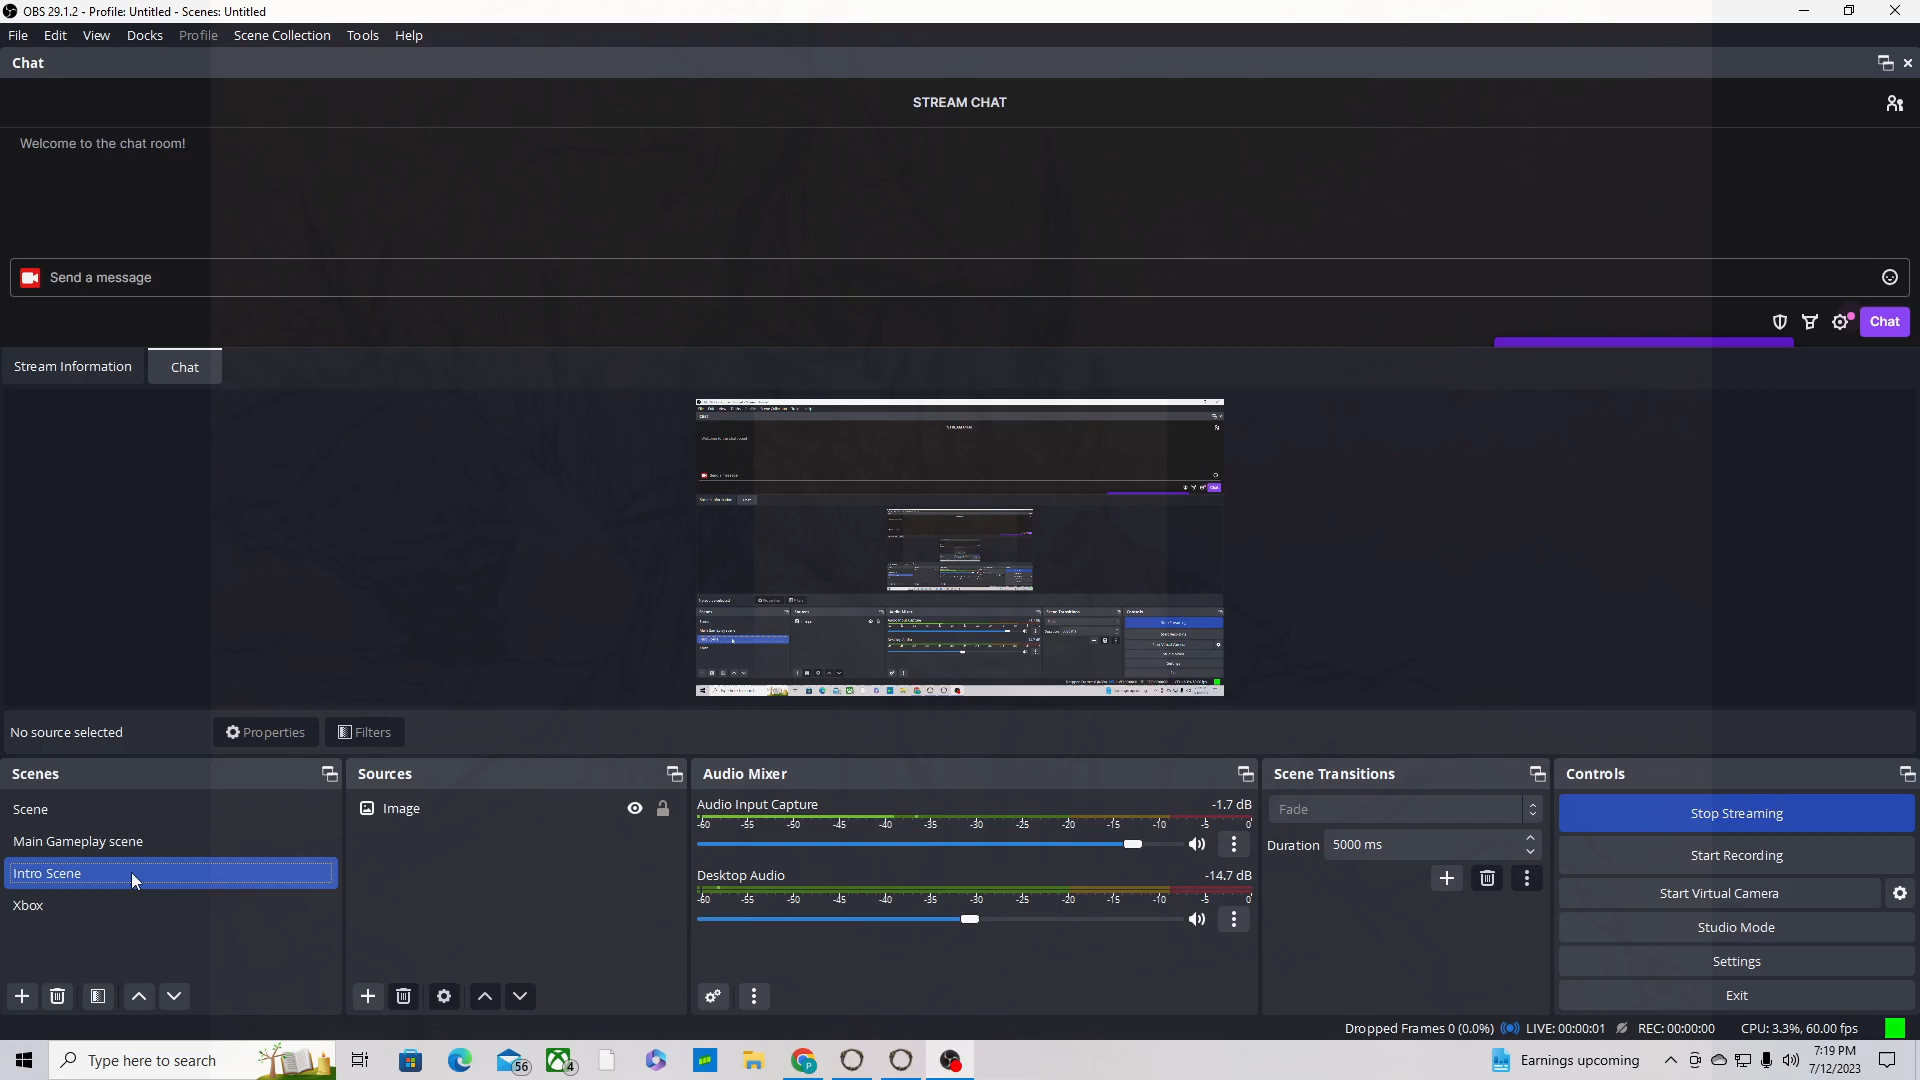 OBS 29.1.2 - Profile: Untitled - Scenes: Untitled
File Edit View Docks Profile Scene Collection Tools Help
Chat
STREAM CHAT
Welcome to the chat room!
Send a message
Chat
Stream Information Chat
No source selected Properties Filters
Scenes Sources Audio Mixer Scene Transitions Controls
Scene
Main Gameplay scene
Intro Scene
Xbox
Image
Audio Input Capture -1.7 dB
-60 -55 -50 -45 -40 -35 -30 -25 -20 -15 -10 -5 0
Desktop Audio -14.7 dB
-60 -55 -50 -45 -40 -35 -30 -25 -20 -15 -10 -5 0
Fade
Duration 5000 ms
Stop Streaming
Start Recording
Start Virtual Camera
Studio Mode
Settings
Exit
Dropped Frames 0 (0.0%) LIVE: 00:00:01 REC: 00:00:00 CPU: 3.3%, 60.00 fps
Type here to search 56 4 P Earnings upcoming 7:19 PM
7/12/2023